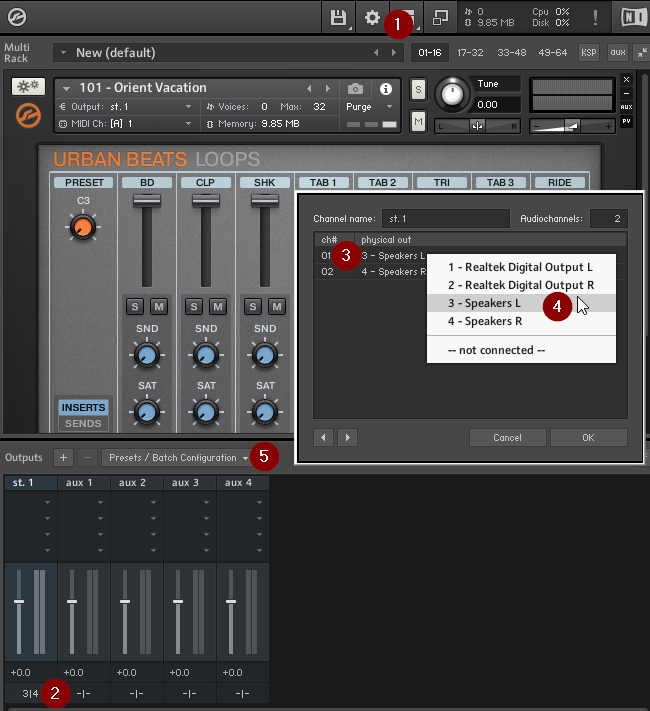 0 Cpu 0%
9.85 MB Disk 0% ! NI
1
Multi
Rack
New (default) 01-16 17-32 33-48 49-64 KSP aux
101 - Orient Vacation i
Output: st. 1 Voices: 0 Max: 32 Purge
MIDI Ch: [A] 1 Memory: 9.85 MB
S
M
Tune
0.00
L R
- +
×
−
AUX
PV
URBAN BEATS LOOPS
PRESET BD CLP SHK TAB 1 TAB 2 TRI TAB 3 RIDE
C3
S M S M S M
SND SND SND
SAT SAT SAT
INSERTS
SENDS
Channel name: st. 1 Audiochannels: 2
ch# physical out
01 3 - Speakers L
02 4 - Speakers R
3
1 - Realtek Digital Output L
2 - Realtek Digital Output R
3 - Speakers L
4 - Speakers R
-- not connected --
4
Cancel OK
Outputs + − Presets / Batch Configuration
5
st. 1 aux 1 aux 2 aux 3 aux 4
+0.0 +0.0 +0.0 +0.0 +0.0
3|4 -|- -|- -|- -|-
2